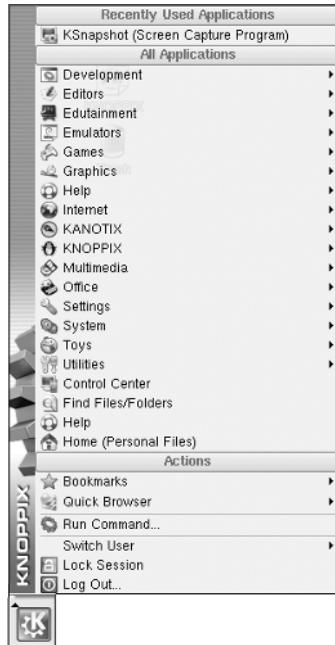 Recently Used Applications
KSnapshot (Screen Capture Program)
All Applications
Development
Editors
Edutainment
Emulators
Games
Graphics
Help
Internet
KANOTIX
KNOPPIX
Multimedia
Office
Settings
System
Toys
Utilities
Control Center
Find Files/Folders
Help
Home (Personal Files)
Actions
Bookmarks
Quick Browser
Run Command...
Switch User
Lock Session
Log Out...
KNOPPIX
K